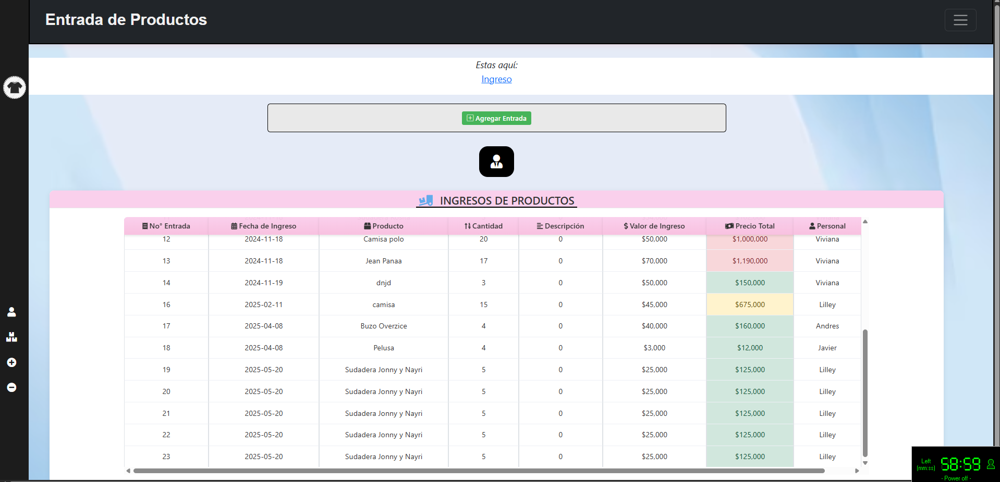 Entrada de Productos
Estas aquí:
Ingreso
Agregar Entrada
INGRESOS DE PRODUCTOS
No° Entrada Fecha de Ingreso Producto Cantidad Descripción $ Valor de Ingreso Precio Total Personal
12 2024-11-18 Camisa polo 20 0 $50,000 $1,000,000 Viviana
13 2024-11-18 Jean Panaa 17 0 $70,000 $1,190,000 Viviana
14 2024-11-19 dnjd 3 0 $50,000 $150,000 Viviana
16 2025-02-11 camisa 15 0 $45,000 $675,000 Lilley
17 2025-04-08 Buzo Overzice 4 0 $40,000 $160,000 Andres
18 2025-04-08 Pelusa 4 0 $3,000 $12,000 Javier
19 2025-05-20 Sudadera Jonny y Nayri 5 0 $25,000 $125,000 Lilley
20 2025-05-20 Sudadera Jonny y Nayri 5 0 $25,000 $125,000 Lilley
21 2025-05-20 Sudadera Jonny y Nayri 5 0 $25,000 $125,000 Lilley
22 2025-05-20 Sudadera Jonny y Nayri 5 0 $25,000 $125,000 Lilley
23 2025-05-20 Sudadera Jonny y Nayri 5 0 $25,000 $125,000 Lilley
Left
(mm:ss)
58:59
- Power off -